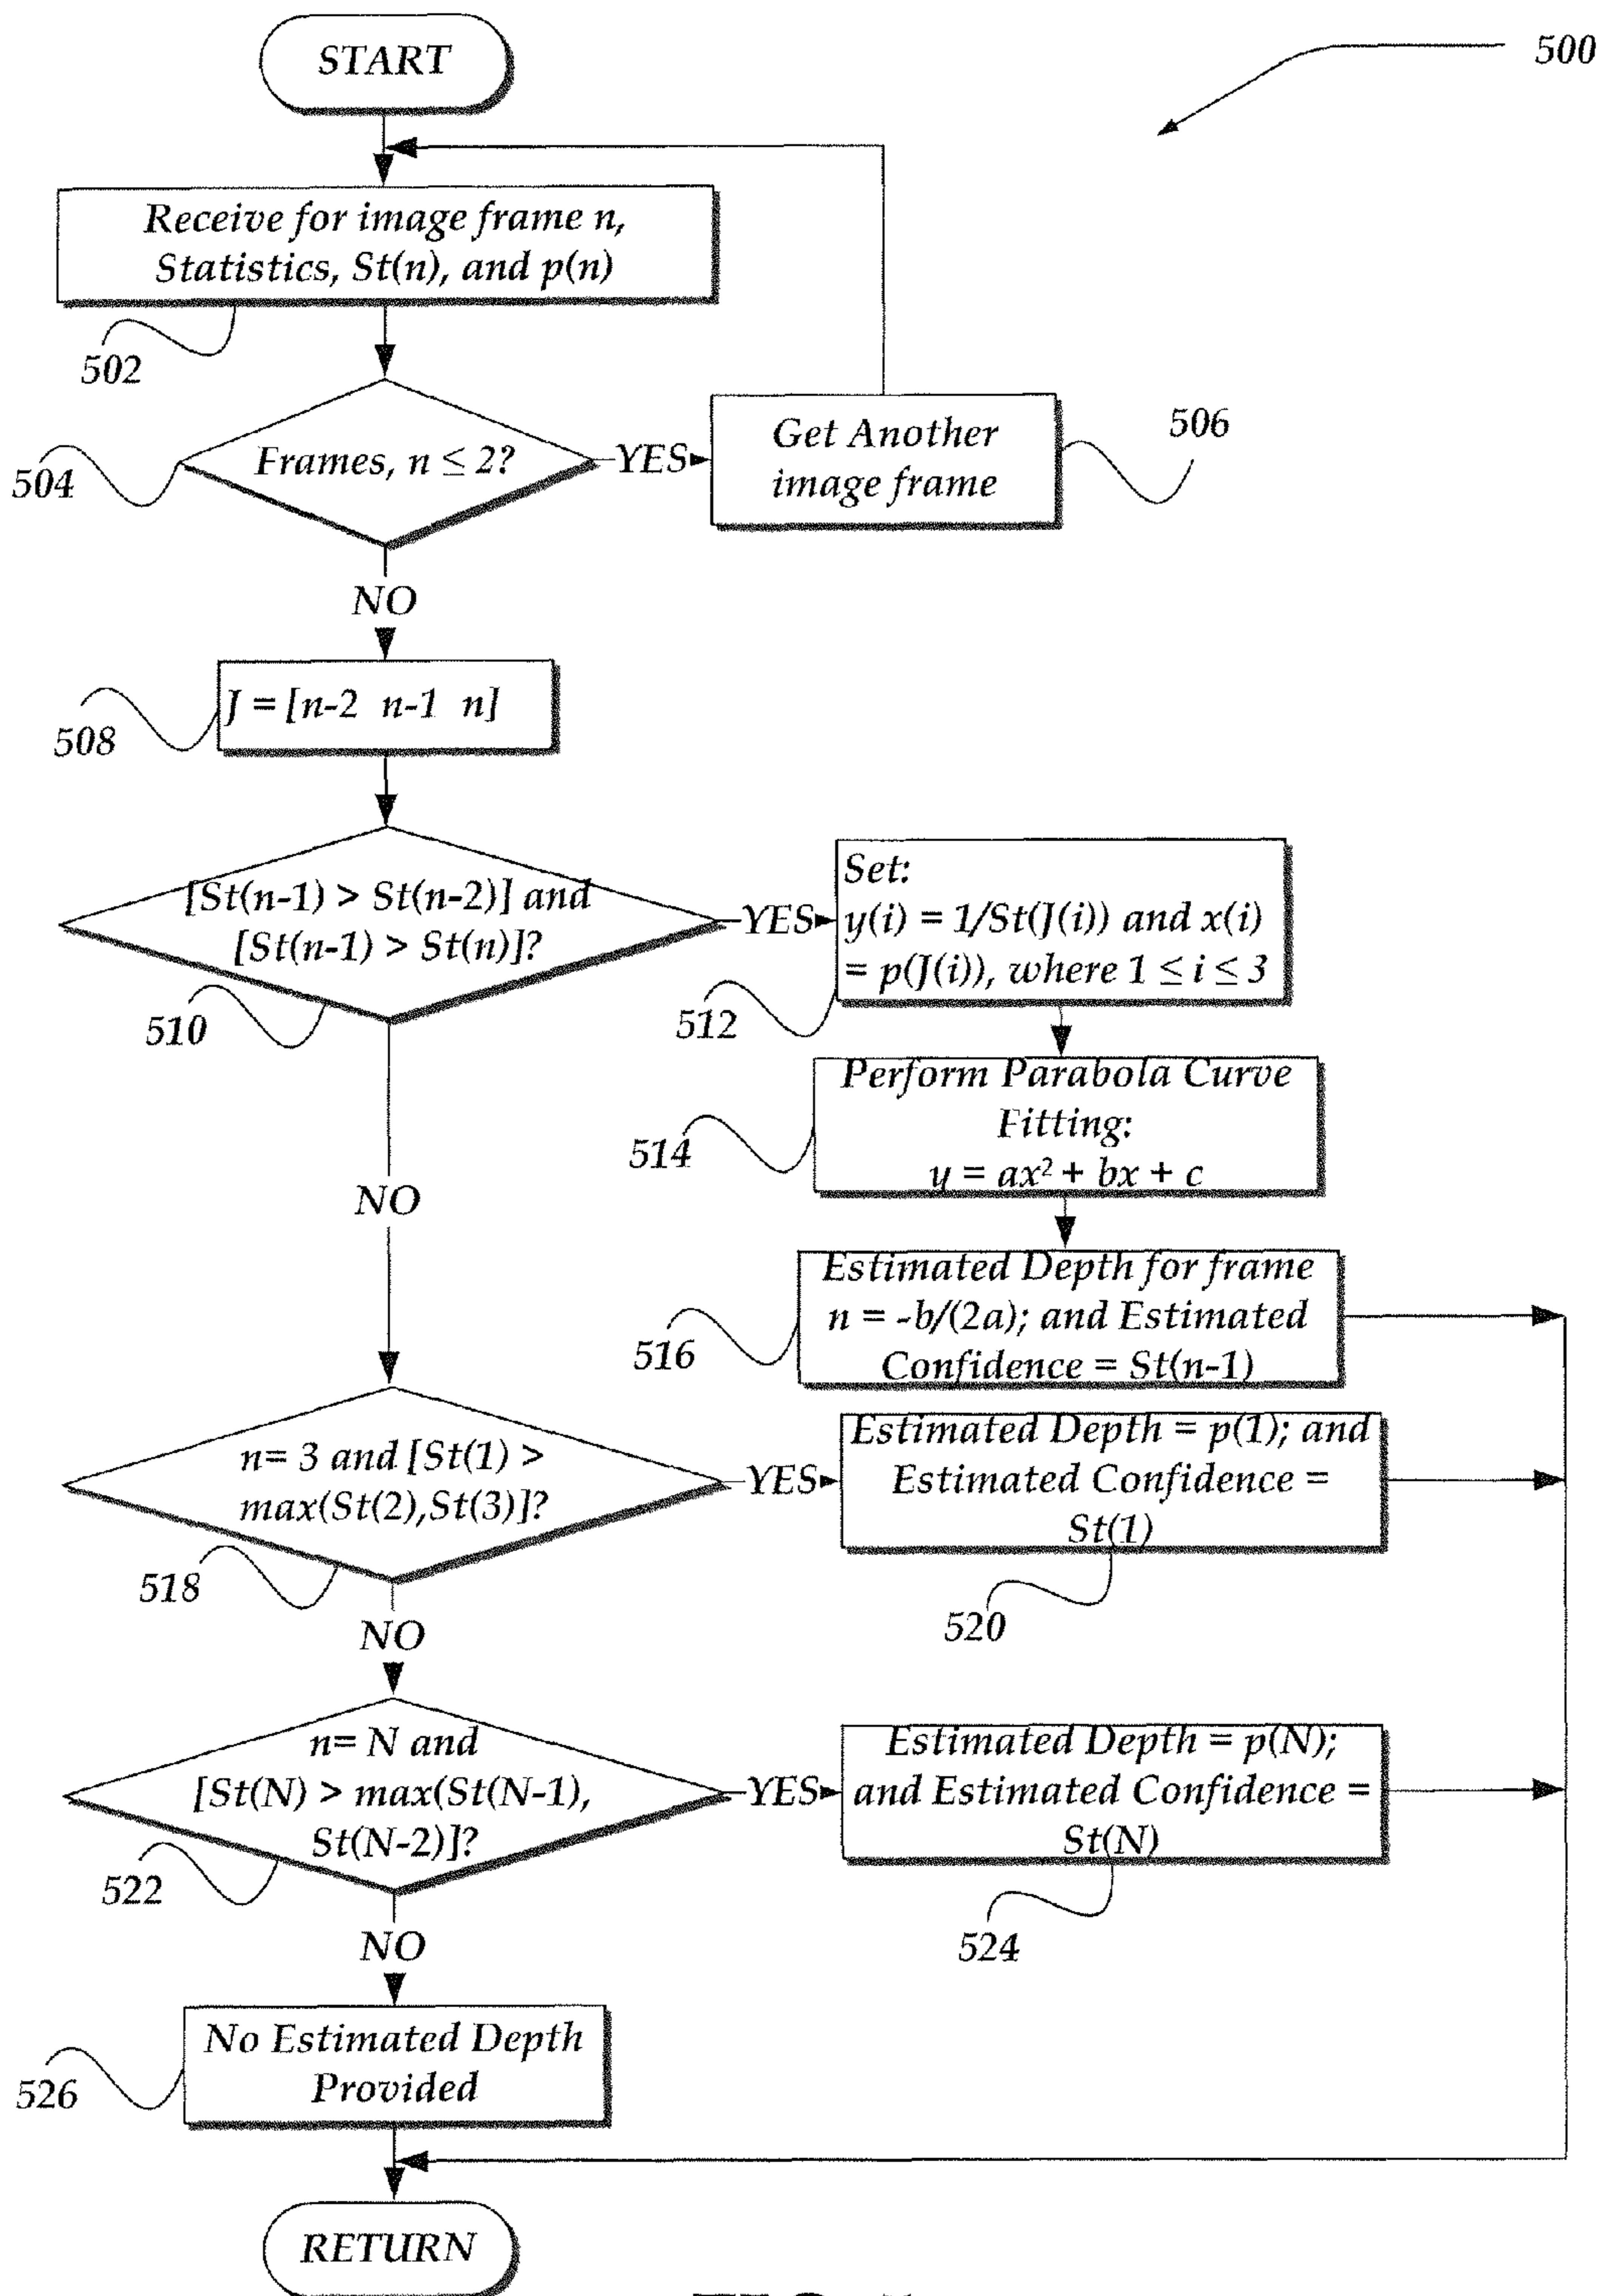 START
500
Receive for image frame n,
Statistics, St(n), and p(n)
502
Frames, n ≤ 2?
YES
504
Get Another
image frame
506
NO
J = [n-2 n-1 n]
508
[St(n-1) > St(n-2)] and
[St(n-1) > St(n)]?
YES
510
Set:
y(i) = 1/St(J(i)) and x(i)
= p(J(i)), where 1 ≤ i ≤ 3
512
Perform Parabola Curve
Fitting:
y = ax² + bx + c
514
NO
Estimated Depth for frame
n = -b/(2a); and Estimated
Confidence = St(n-1)
516
n= 3 and [St(1) >
max(St(2),St(3)]?
YES
518
Estimated Depth = p(1); and
Estimated Confidence =
St(1)
520
NO
n= N and
[St(N) > max(St(N-1),
St(N-2)]?
YES
522
Estimated Depth = p(N);
and Estimated Confidence =
St(N)
524
NO
No Estimated Depth
Provided
526
RETURN